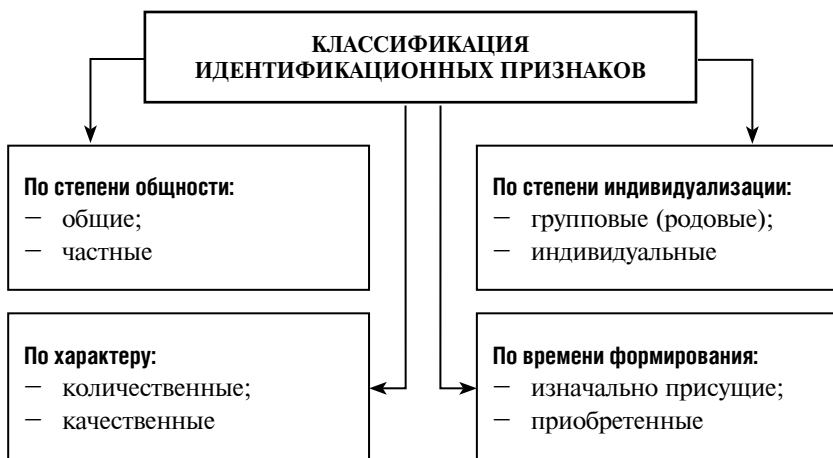 КЛАССИФИКАЦИЯ
ИДЕНТИФИКАЦИОННЫХ ПРИЗНАКОВ
По степени общности:
— общие;
— частные
По степени индивидуализации:
— групповые (родовые);
— индивидуальные
По характеру:
— количественные;
— качественные
По времени формирования:
— изначально присущие;
— приобретенные